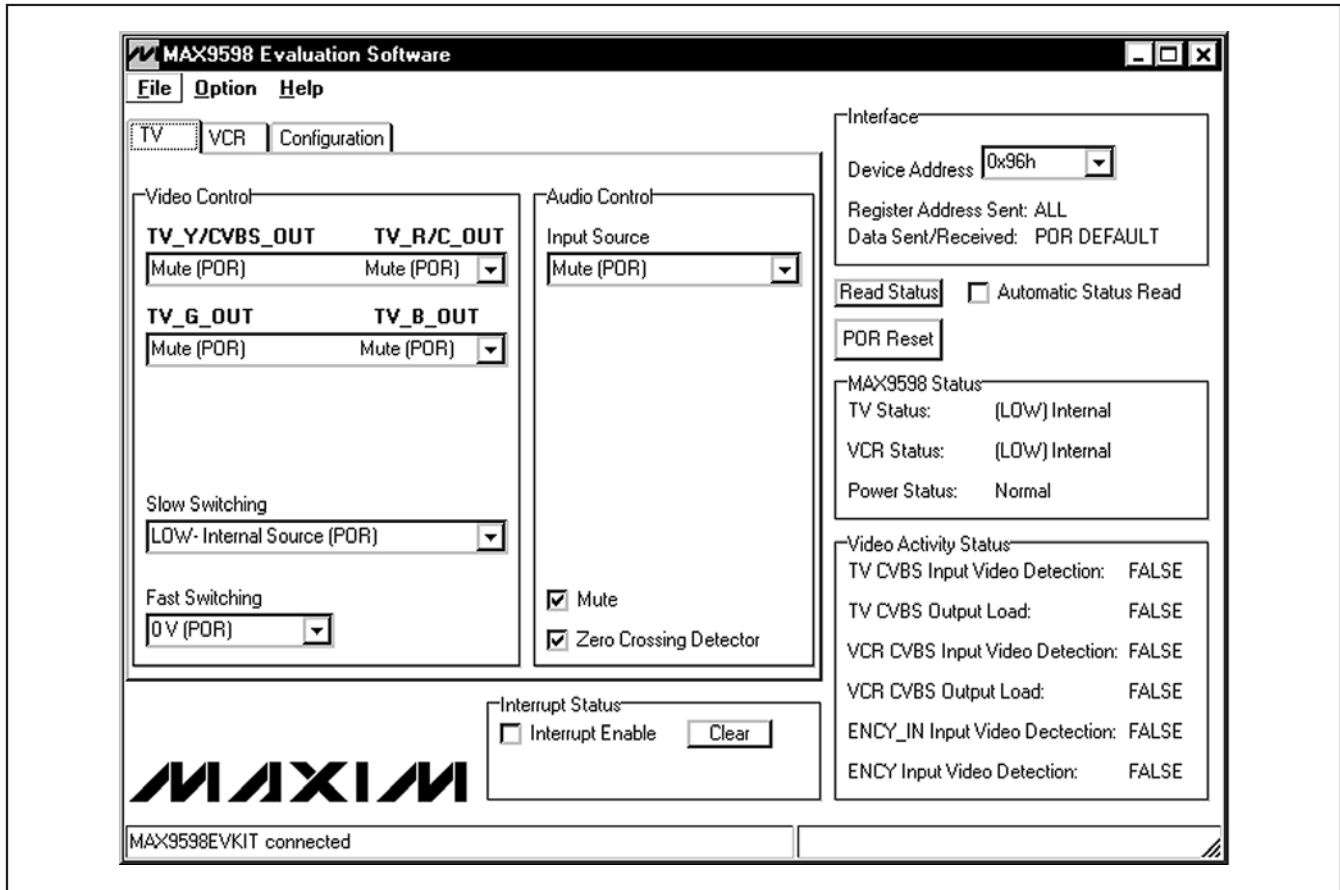 MAX9598 Evaluation Software
File Option Help
TV VCR Configuration
Video Control
TV_Y/CVBS_OUT TV_R/C_OUT
Mute (POR) Mute (POR)
TV_G_OUT TV_B_OUT
Mute (POR) Mute (POR)
Slow Switching
LOW- Internal Source (POR)
Fast Switching
0 V (POR)
Audio Control
Input Source
Mute (POR)
Mute
Zero Crossing Detector
Interface
Device Address 0x96h
Register Address Sent: ALL
Data Sent/Received: POR DEFAULT
Read Status Automatic Status Read
POR Reset
MAX9598 Status
TV Status: (LOW) Internal
VCR Status: (LOW) Internal
Power Status: Normal
Video Activity Status
TV CVBS Input Video Detection: FALSE
TV CVBS Output Load: FALSE
VCR CVBS Input Video Detection: FALSE
VCR CVBS Output Load: FALSE
ENCY_IN Input Video Dectection: FALSE
ENCY Input Video Detection: FALSE
Interrupt Status
Interrupt Enable Clear
MAXIM
MAX9598EVKIT connected